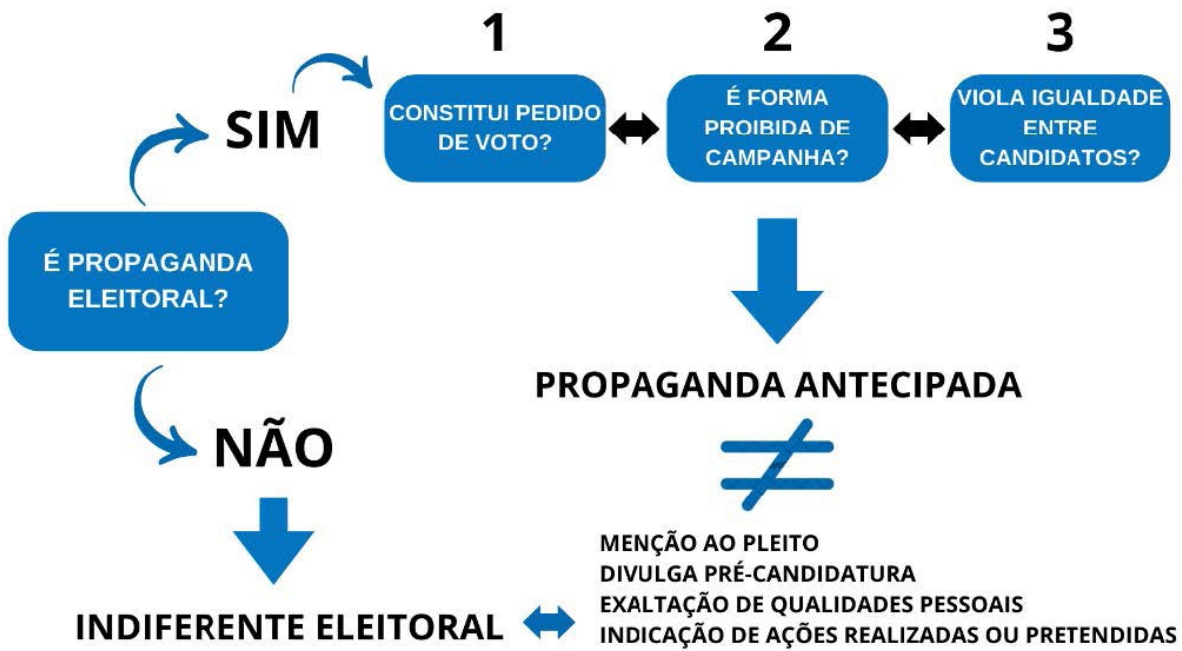 1
2
3
SIM
CONSTITUI PEDIDO
DE VOTO?
É FORMA
PROIBIDA DE
CAMPANHA?
VIOLA IGUALDADE
ENTRE
CANDIDATOS?
É PROPAGANDA
ELEITORAL?
PROPAGANDA ANTECIPADA
≠
NÃO
MENÇÃO AO PLEITO
DIVULGA PRÉ-CANDIDATURA
EXALTAÇÃO DE QUALIDADES PESSOAIS
INDICAÇÃO DE AÇÕES REALIZADAS OU PRETENDIDAS
INDIFERENTE ELEITORAL